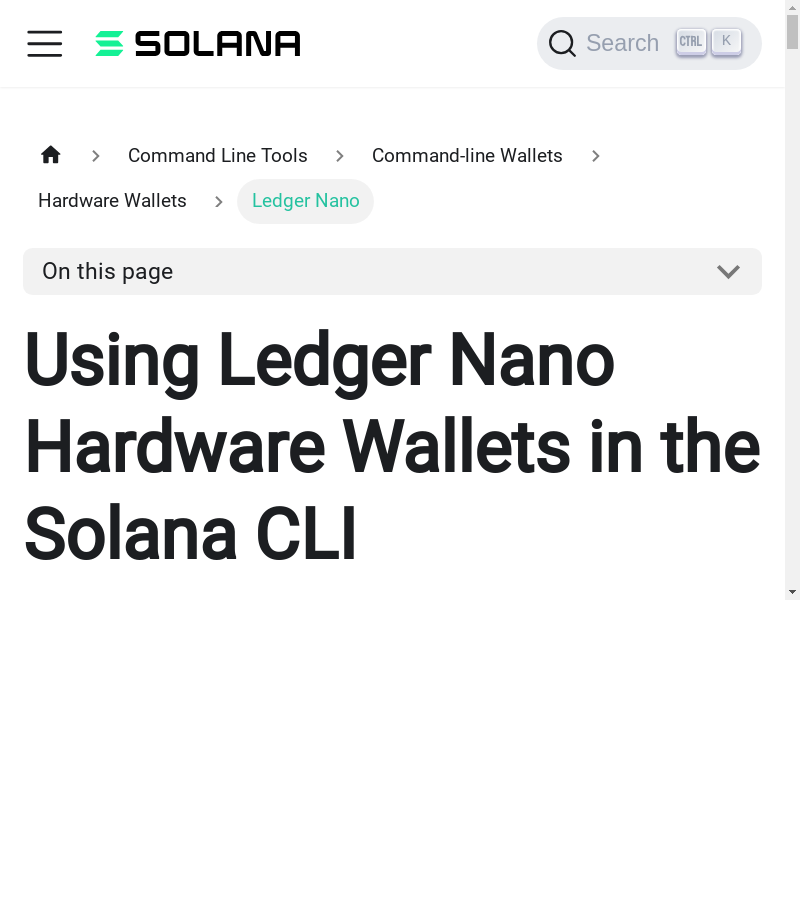 SOLANA
Search CTRL K
Command Line Tools Command-line Wallets
Hardware Wallets Ledger Nano
On this page
Using Ledger Nano
Hardware Wallets in the
Solana CLI